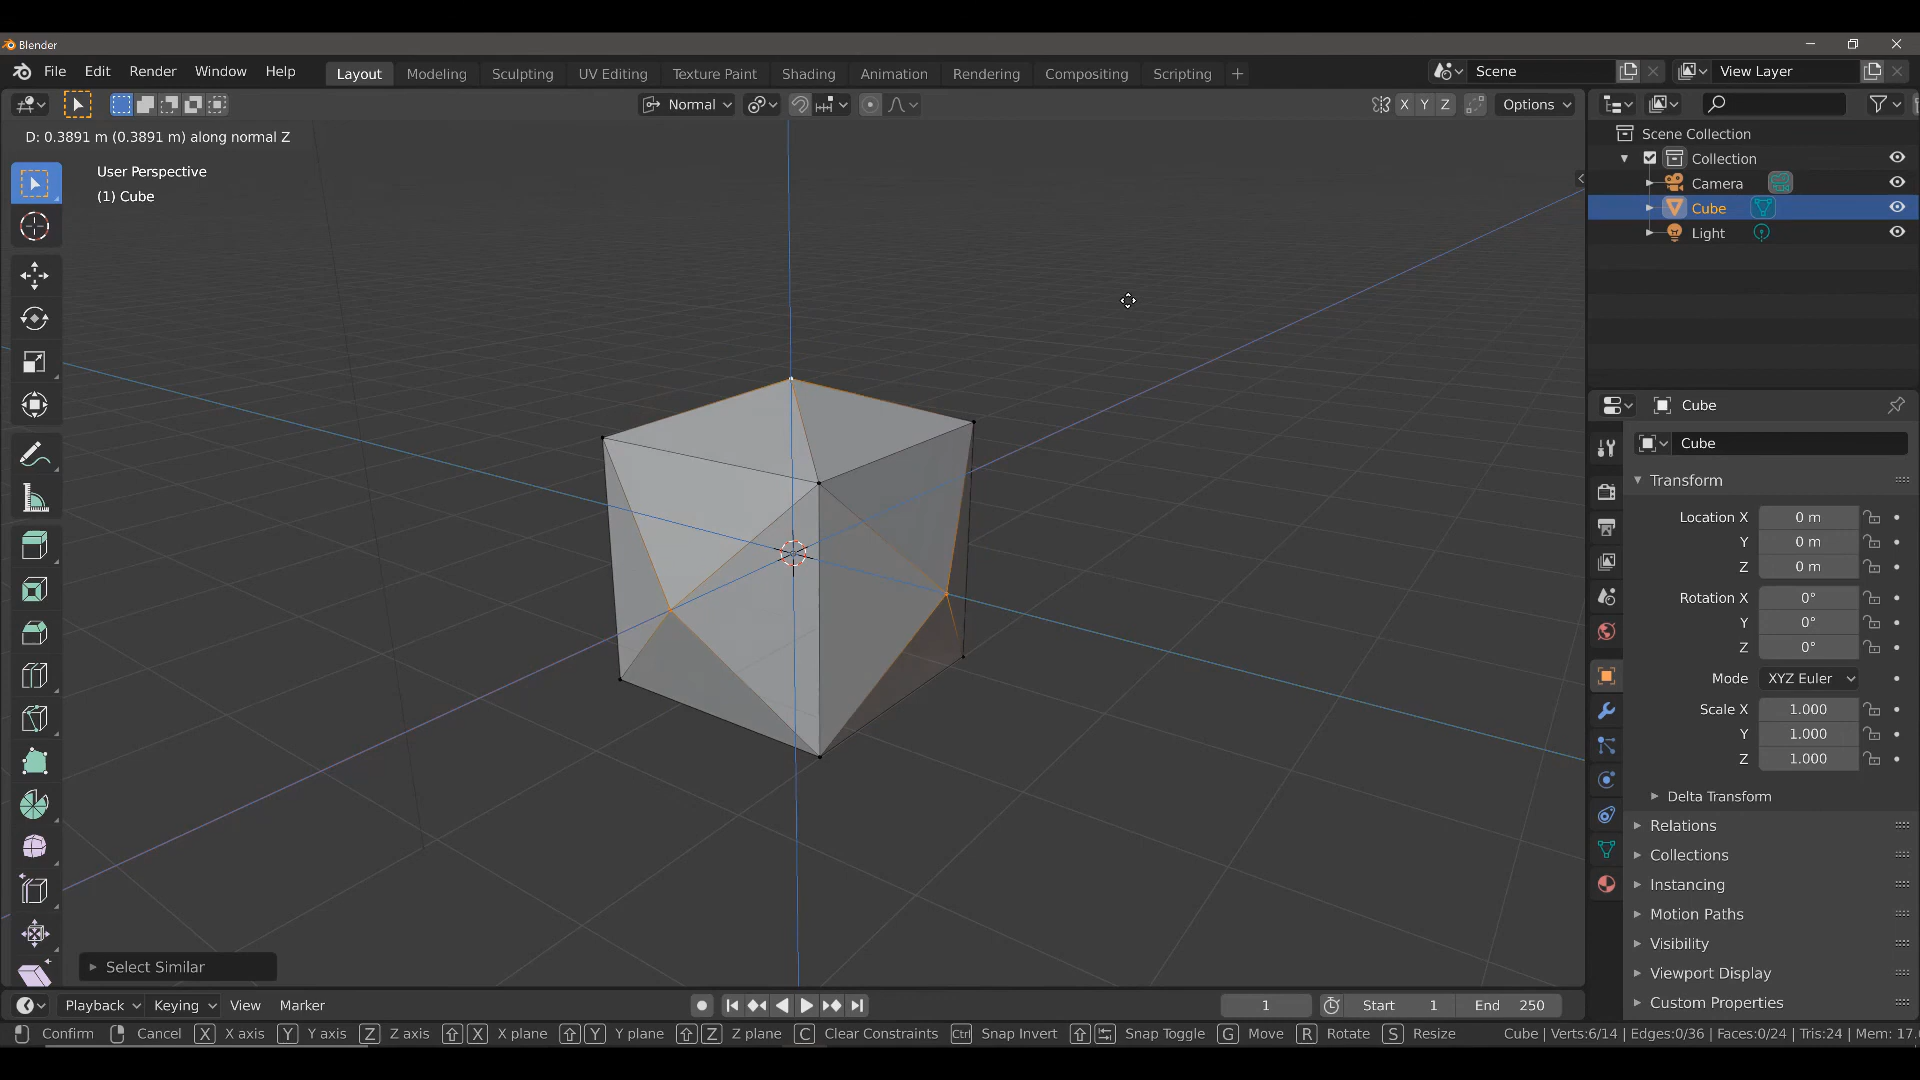 Blender
File Edit Render Window Help Layout Modeling Sculpting UV Editing Texture Paint Shading Animation Rendering Compositing Scripting + Scene View Layer
Normal X Y Z Options
D: 0.3891 m (0.3891 m) along normal Z
User Perspective
(1) Cube
Scene Collection
Collection
Camera
Cube
Light
Cube
Cube
Transform
Location X 0 m
Y 0 m
Z 0 m
Rotation X 0°
Y 0°
Z 0°
Mode XYZ Euler
Scale X 1.000
Y 1.000
Z 1.000
Delta Transform
Relations
Collections
Instancing
Motion Paths
Visibility
Viewport Display
Custom Properties
Select Similar
Playback Keying View Marker 1 Start 1 End 250
Confirm Cancel X X axis Y Y axis Z Z axis X X plane Y Y plane Z Z plane C Clear Constraints Ctrl Snap Invert Snap Toggle G Move R Rotate S Resize Cube | Verts:6/14 | Edges:0/36 | Faces:0/24 | Tris:24 | Mem: 17.